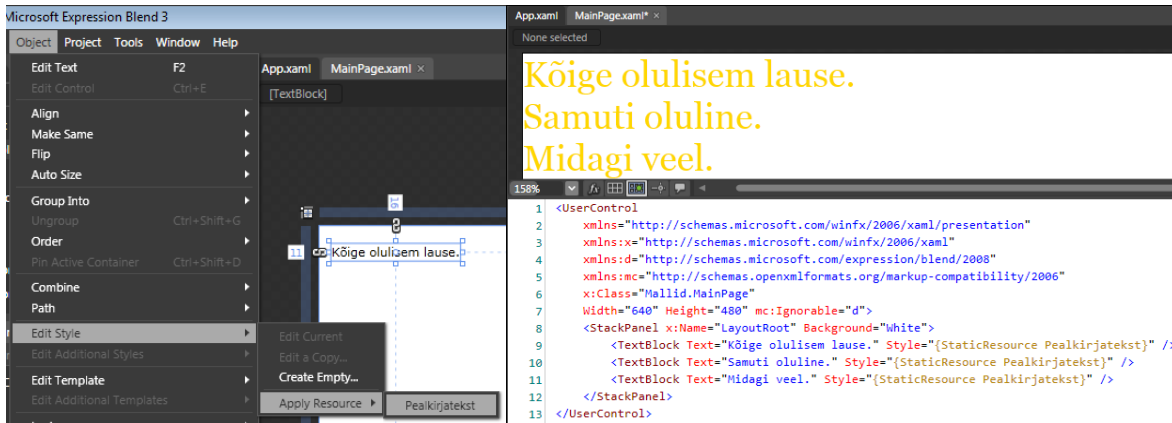 Microsoft Expression Blend 3
Object Project Tools Window Help
Edit Text F2
Edit Control Ctrl+E
Align
Make Same
Flip
Auto Size
Group Into
Ungroup Ctrl+Shift+G
Order
Pin Active Container Ctrl+Shift+D
Combine
Path
Edit Style
Edit Additional Styles
Edit Template
Edit Additional Templates
Edit Current
Edit a Copy...
Create Empty...
Apply Resource
Pealkirjatekst
App.xaml MainPage.xaml ×
[TextBlock]
16
11
Kõige olulisem lause.
App.xaml MainPage.xaml* ×
None selected
Kõige olulisem lause.
Samuti oluline.
Midagi veel.
158% fx
1 <UserControl
2 xmlns="http://schemas.microsoft.com/winfx/2006/xaml/presentation"
3 xmlns:x="http://schemas.microsoft.com/winfx/2006/xaml"
4 xmlns:d="http://schemas.microsoft.com/expression/blend/2008"
5 xmlns:mc="http://schemas.openxmlformats.org/markup-compatibility/2006"
6 x:Class="Mallid.MainPage"
7 Width="640" Height="480" mc:Ignorable="d">
8 <StackPanel x:Name="LayoutRoot" Background="White">
9 <TextBlock Text="Kõige olulisem lause." Style="{StaticResource Pealkirjatekst}" />
10 <TextBlock Text="Samuti oluline." Style="{StaticResource Pealkirjatekst}" />
11 <TextBlock Text="Midagi veel." Style="{StaticResource Pealkirjatekst}" />
12 </StackPanel>
13 </UserControl>